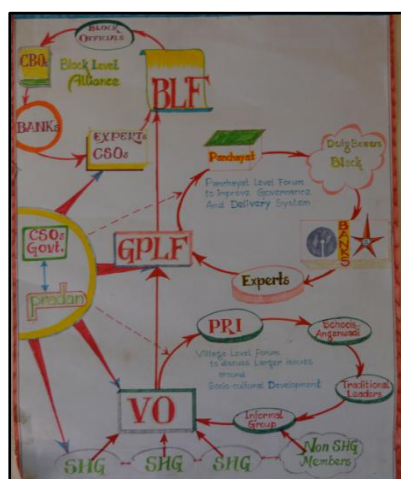 BLOCK
OFFICIALS
CBOs
Block Level
Alliance
BLF
BANKs
EXPERTs
CSOs
Panchayat
Duty Bearers
Block
Panchayat Level Forum
to Improve Governance
And Delivery System
BANKS
CSOs
Govt.
GPLF
pradan
Experts
PRI
Schools-
Anganwadi
Village Level Forum
to discuss Larger issues
around
Socio-cultural Development
Traditional
Leaders
VO
Informal
Group
SHG
SHG
SHG
Non SHG
Members